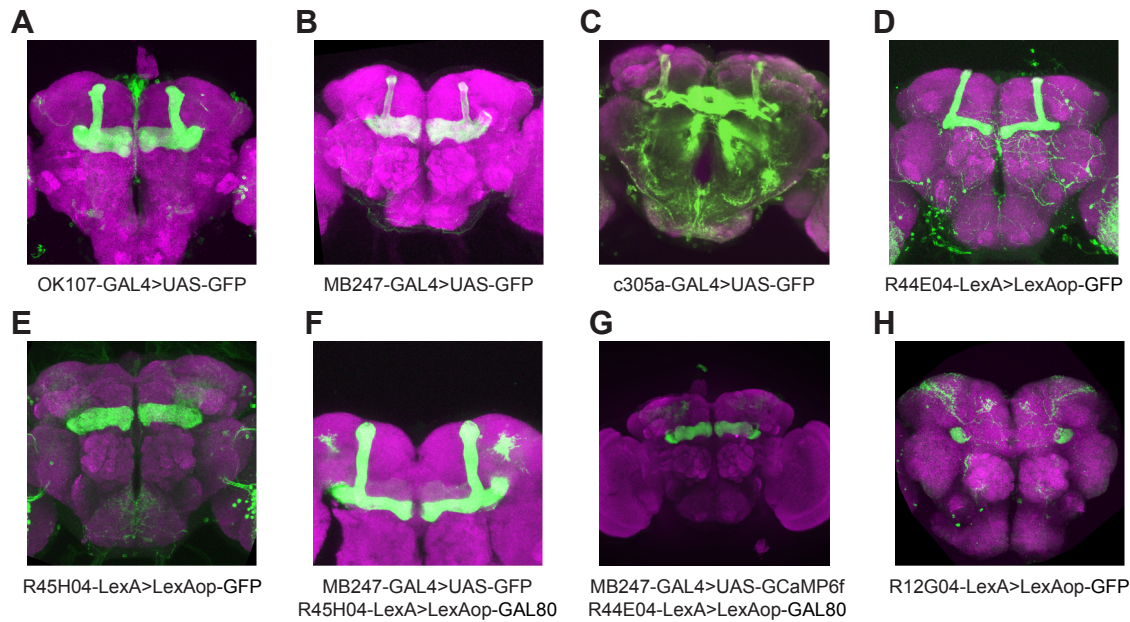 A
B
C
D
OK107-GAL4>UAS-GFP
MB247-GAL4>UAS-GFP
c305a-GAL4>UAS-GFP
R44E04-LexA>LexAop-GFP
E
F
G
H
R45H04-LexA>LexAop-GFP
MB247-GAL4>UAS-GFP
R45H04-LexA>LexAop-GAL80
MB247-GAL4>UAS-GCaMP6f
R44E04-LexA>LexAop-GAL80
R12G04-LexA>LexAop-GFP